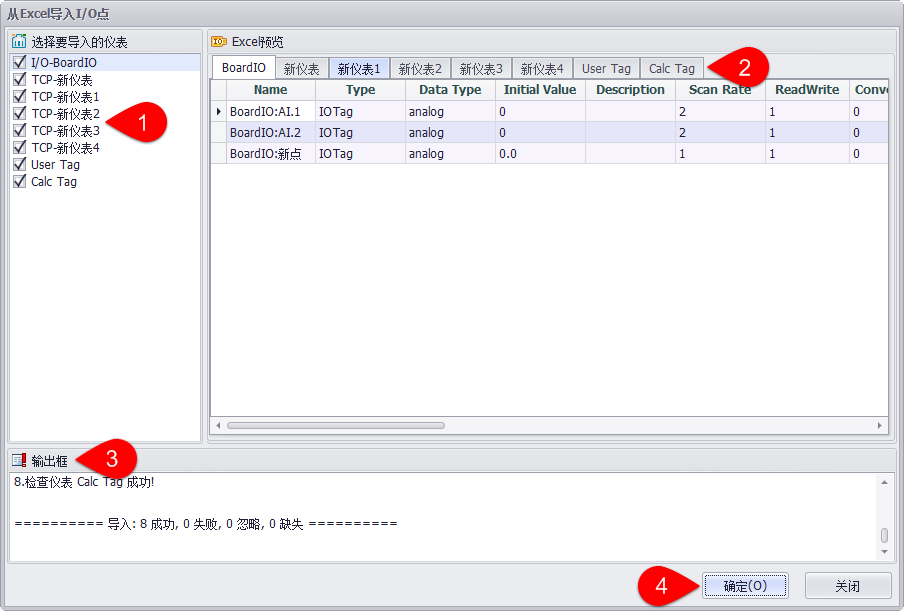 从Excel导入I/O点
选择要导入的仪表
I/O-BoardIO
TCP-新仪表
TCP-新仪表1
TCP-新仪表2
TCP-新仪表3
TCP-新仪表4
User Tag
Calc Tag
1
Excel预览
BoardIO 新仪表 新仪表1 新仪表2 新仪表3 新仪表4 User Tag Calc Tag
2
Name Type Data Type Initial Value Description Scan Rate ReadWrite Conve
BoardIO:AI.1 IOTag analog 0 2 1 0
BoardIO:AI.2 IOTag analog 0 2 1 0
BoardIO:新点 IOTag analog 0.0 1 1 0
输出框
3
8.检查仪表 Calc Tag 成功!
========== 导入: 8 成功, 0 失败, 0 忽略, 0 缺失 ==========
4
确定(O) 关闭